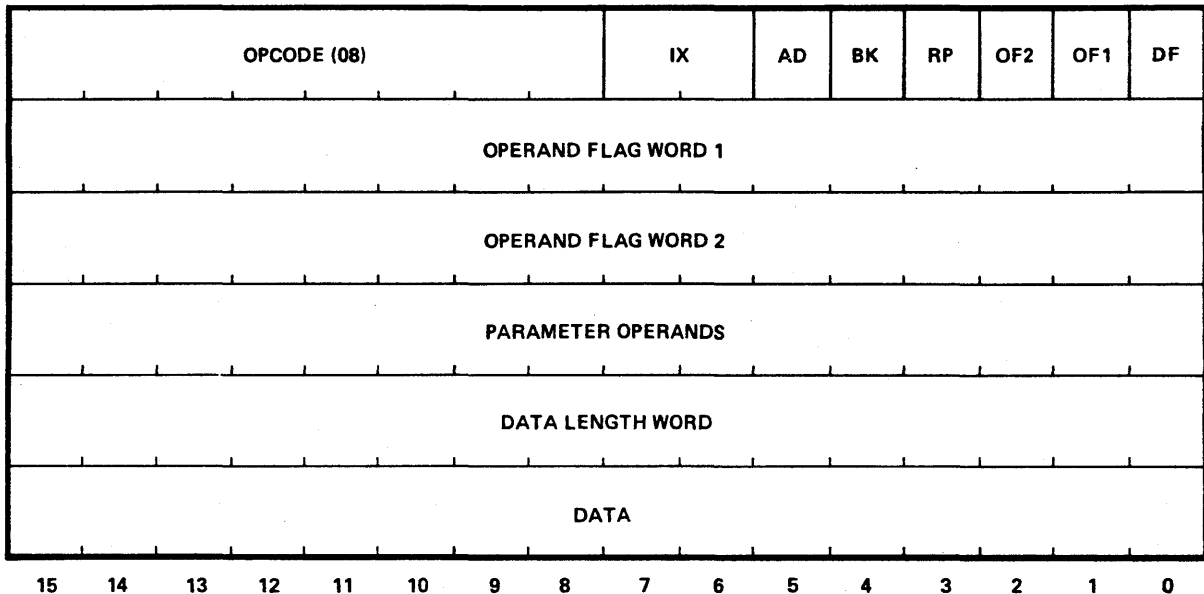 OPCODE (08) IX AD BK RP OF2 OF1 DF
OPERAND FLAG WORD 1
OPERAND FLAG WORD 2
PARAMETER OPERANDS
DATA LENGTH WORD
DATA
15 14 13 12 11 10 9 8 7 6 5 4 3 2 1 0